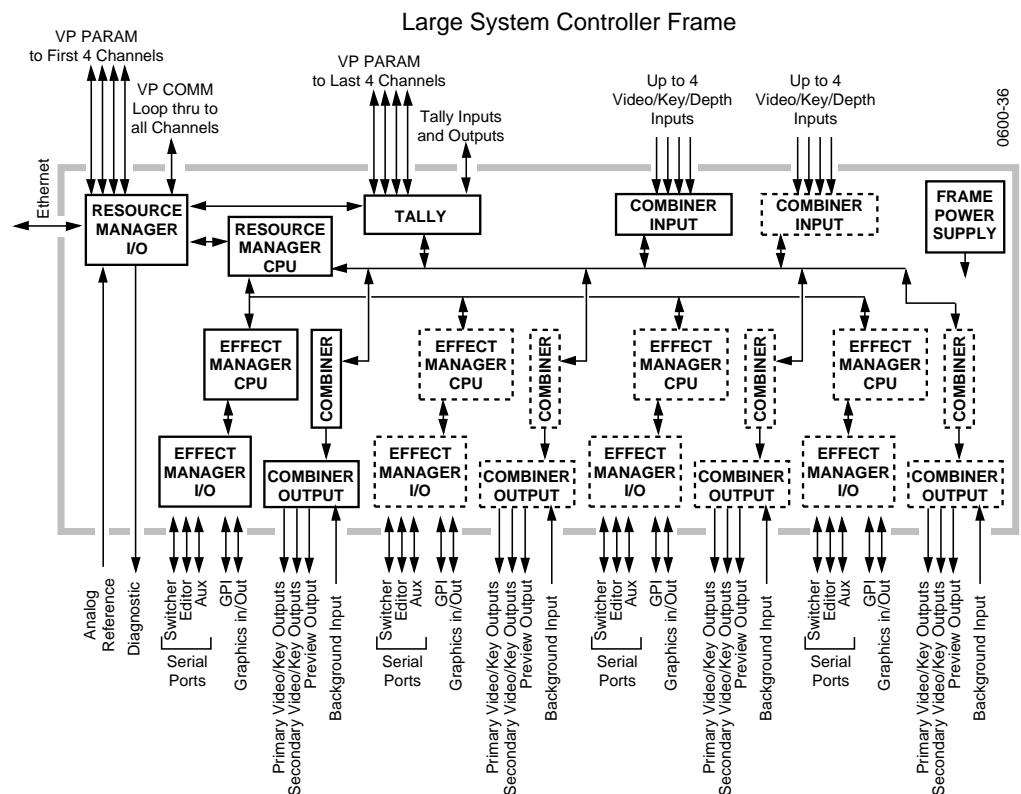 Large System Controller Frame
VP PARAM
to First 4 Channels
VP COMM
Loop thru to
all Channels
VP PARAM
to Last 4 Channels
Tally Inputs
and Outputs
Up to 4
Video/Key/Depth
Inputs
Up to 4
Video/Key/Depth
Inputs
0600-36
Ethernet
RESOURCE
MANAGER
I/O
RESOURCE
MANAGER
CPU
TALLY
COMBINER
INPUT
COMBINER
INPUT
FRAME
POWER
SUPPLY
EFFECT
MANAGER
CPU
COMBINER
EFFECT
MANAGER
CPU
COMBINER
EFFECT
MANAGER
CPU
COMBINER
EFFECT
MANAGER
CPU
COMBINER
EFFECT
MANAGER
I/O
COMBINER
OUTPUT
EFFECT
MANAGER
I/O
COMBINER
OUTPUT
EFFECT
MANAGER
I/O
COMBINER
OUTPUT
EFFECT
MANAGER
I/O
COMBINER
OUTPUT
Analog
Reference
Diagnostic
Switcher
Editor
Aux
Serial
Ports
GPI
Graphics in/Out
Primary Video/Key Outputs
Secondary Video/Key Outputs
Preview Output
Background Input
Switcher
Editor
Aux
Serial
Ports
GPI
Graphics in/Out
Primary Video/Key Outputs
Secondary Video/Key Outputs
Preview Output
Background Input
Switcher
Editor
Aux
Serial
Ports
GPI
Graphics in/Out
Primary Video/Key Outputs
Secondary Video/Key Outputs
Preview Output
Background Input
Switcher
Editor
Aux
Serial
Ports
GPI
Graphics in/Out
Primary Video/Key Outputs
Secondary Video/Key Outputs
Preview Output
Background Input